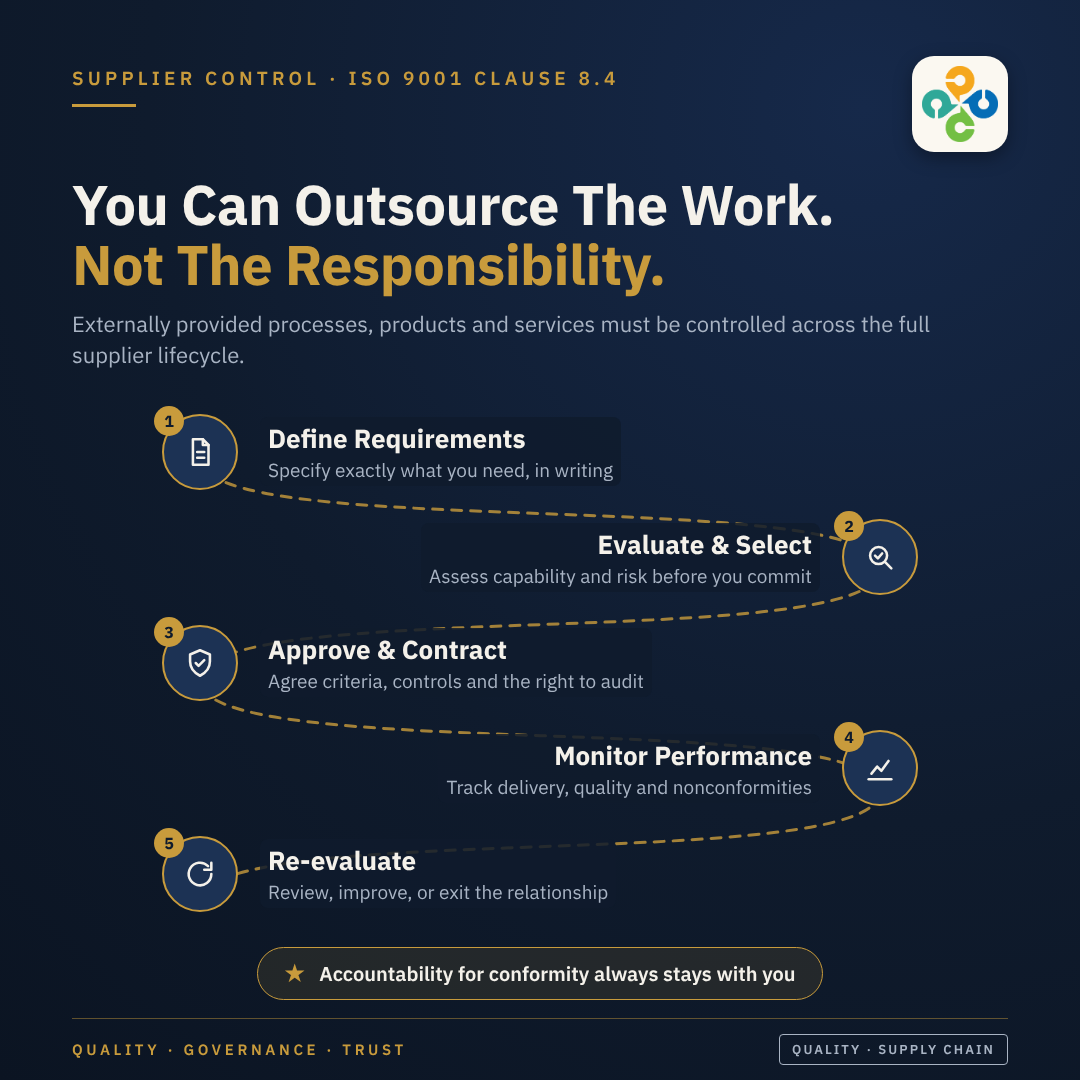 SUPPLIER CONTROL · ISO 9001 CLAUSE 8.4
You Can Outsource The Work.
Not The Responsibility.
Externally provided processes, products and services must be controlled across the full
supplier lifecycle.
1
Define Requirements
Specify exactly what you need, in writing
2
Evaluate & Select
Assess capability and risk before you commit
3
Approve & Contract
Agree criteria, controls and the right to audit
4
Monitor Performance
Track delivery, quality and nonconformities
5
Re-evaluate
Review, improve, or exit the relationship
★ Accountability for conformity always stays with you
QUALITY · GOVERNANCE · TRUST
QUALITY · SUPPLY CHAIN